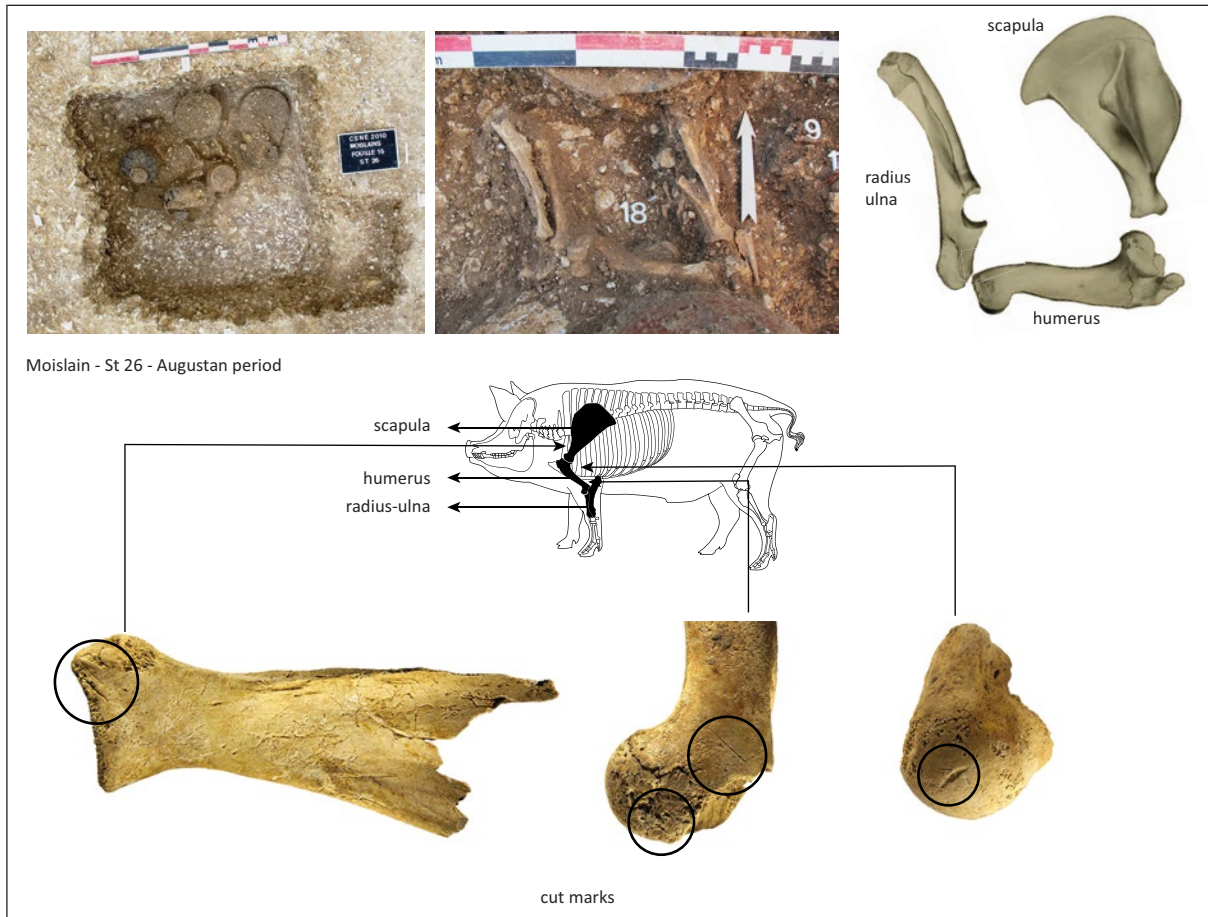 CSNE 2010
MOISLAINS
FOUILLE 15
ST 26
m
18
9
1
scapula
radius
ulna
humerus
Moislain - St 26 - Augustan period
scapula
humerus
radius-ulna
cut marks